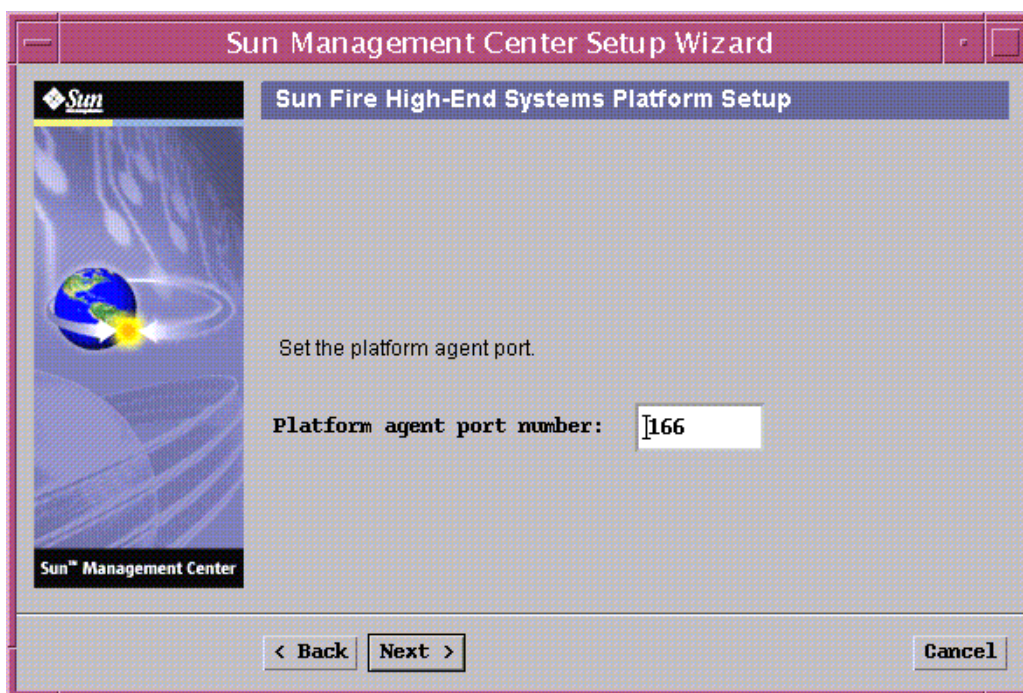 Sun Management Center Setup Wizard
Sun
Sun Fire High-End Systems Platform Setup
Set the platform agent port.
Platform agent port number: 166
Sun™ Management Center
< Back Next > Cancel